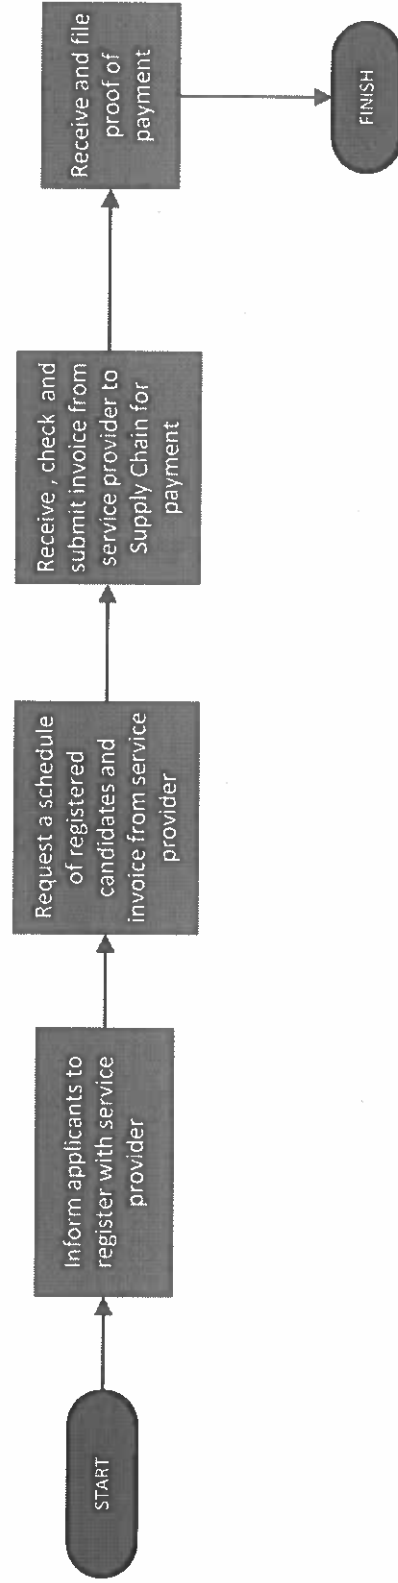 START
Inform applicants to
register with service
provider
Request a schedule
of registered
candidates and
invoice from service
provider
Receive , check and
submit invoice from
service provider to
Supply Chain for
payment
Receive and file
proof of
payment
FINISH